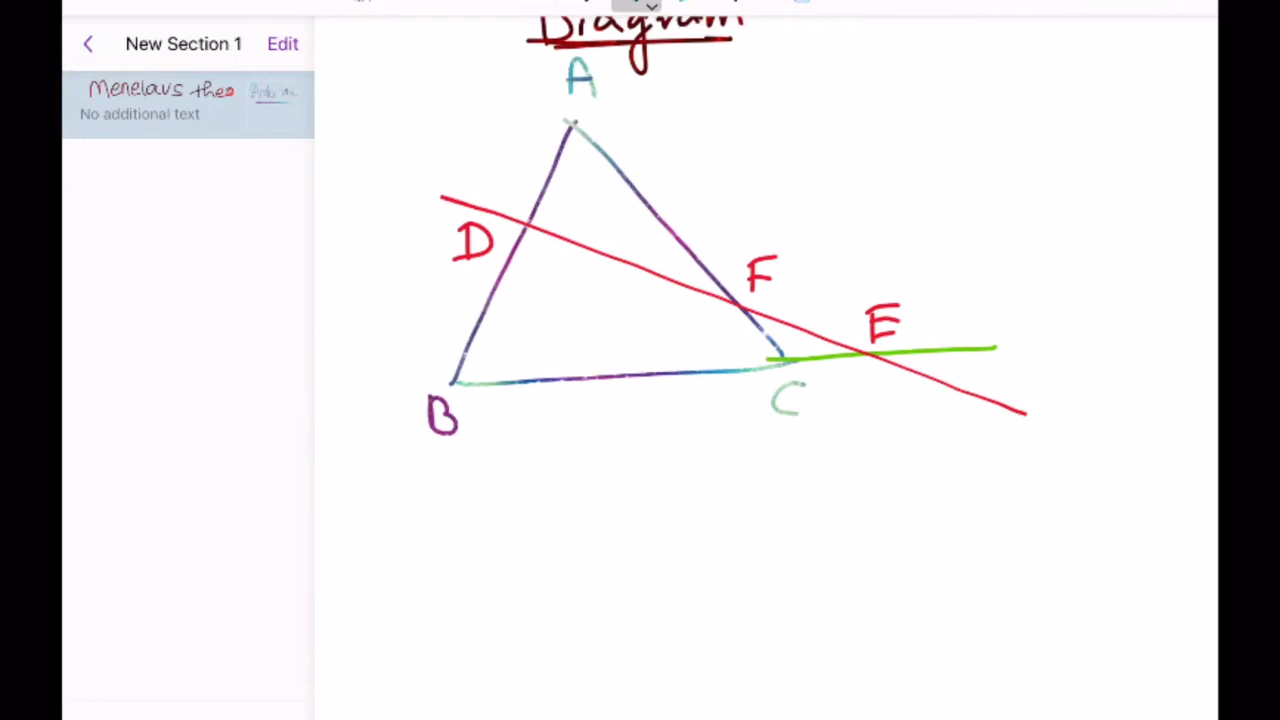 New Section 1 Edit
Menelaus theo
No additional text
Diagram
A
D
F
E
B
C